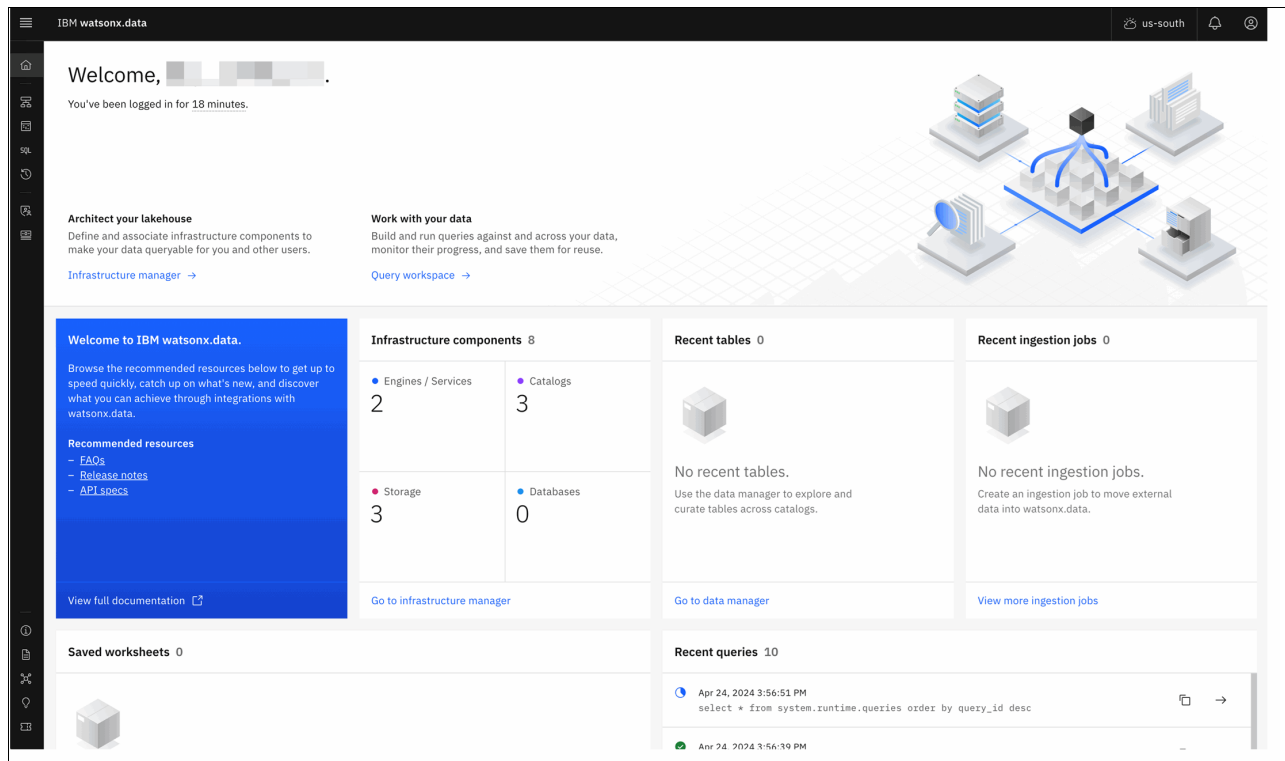 IBM watsonx.data
us-south
Welcome, .
You've been logged in for 18 minutes.
Architect your lakehouse
Define and associate infrastructure components to
make your data queryable for you and other users.
Infrastructure manager →
Work with your data
Build and run queries against and across your data,
monitor their progress, and save them for reuse.
Query workspace →
Welcome to IBM watsonx.data.
Browse the recommended resources below to get up to
speed quickly, catch up on what's new, and discover
what you can achieve through integrations with
watsonx.data.
Recommended resources
– FAQs
– Release notes
– API specs
View full documentation
Infrastructure components 8
Engines / Services
2
Catalogs
3
Storage
3
Databases
0
Go to infrastructure manager
Recent tables 0
No recent tables.
Use the data manager to explore and
curate tables across catalogs.
Go to data manager
Recent ingestion jobs 0
No recent ingestion jobs.
Create an ingestion job to move external
data into watsonx.data.
View more ingestion jobs
SQL
Saved worksheets 0
Recent queries 10
Apr 24, 2024 3:56:51 PM
select * from system.runtime.queries order by query_id desc
Apr 24, 2024 3:56:39 PM